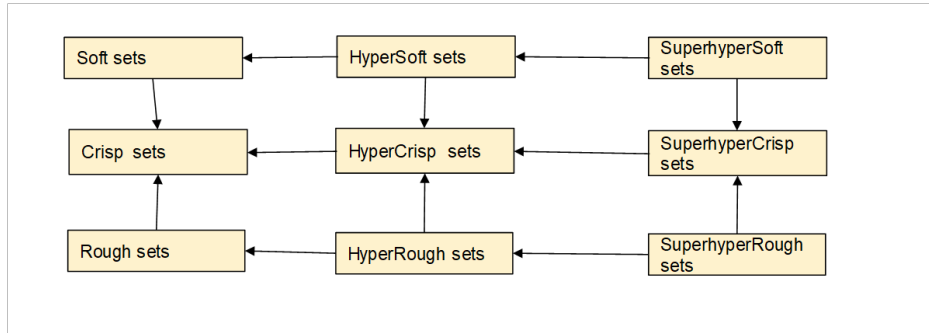 Soft sets
HyperSoft sets
SuperhyperSoft
sets
Crisp sets
HyperCrisp sets
SuperhyperCrisp
sets
Rough sets
HyperRough sets
SuperhyperRough
sets